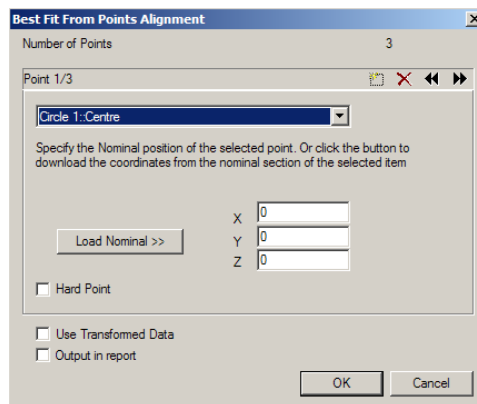 Best Fit From Points Alignment
Number of Points 3
Point 1/3
Circle 1::Centre
Specify the Nominal position of the selected point. Or click the button to
download the coordinates from the nominal section of the selected item
X 0
Load Nominal >> Y 0
Z 0
Hard Point
Use Transformed Data
Output in report
OK Cancel